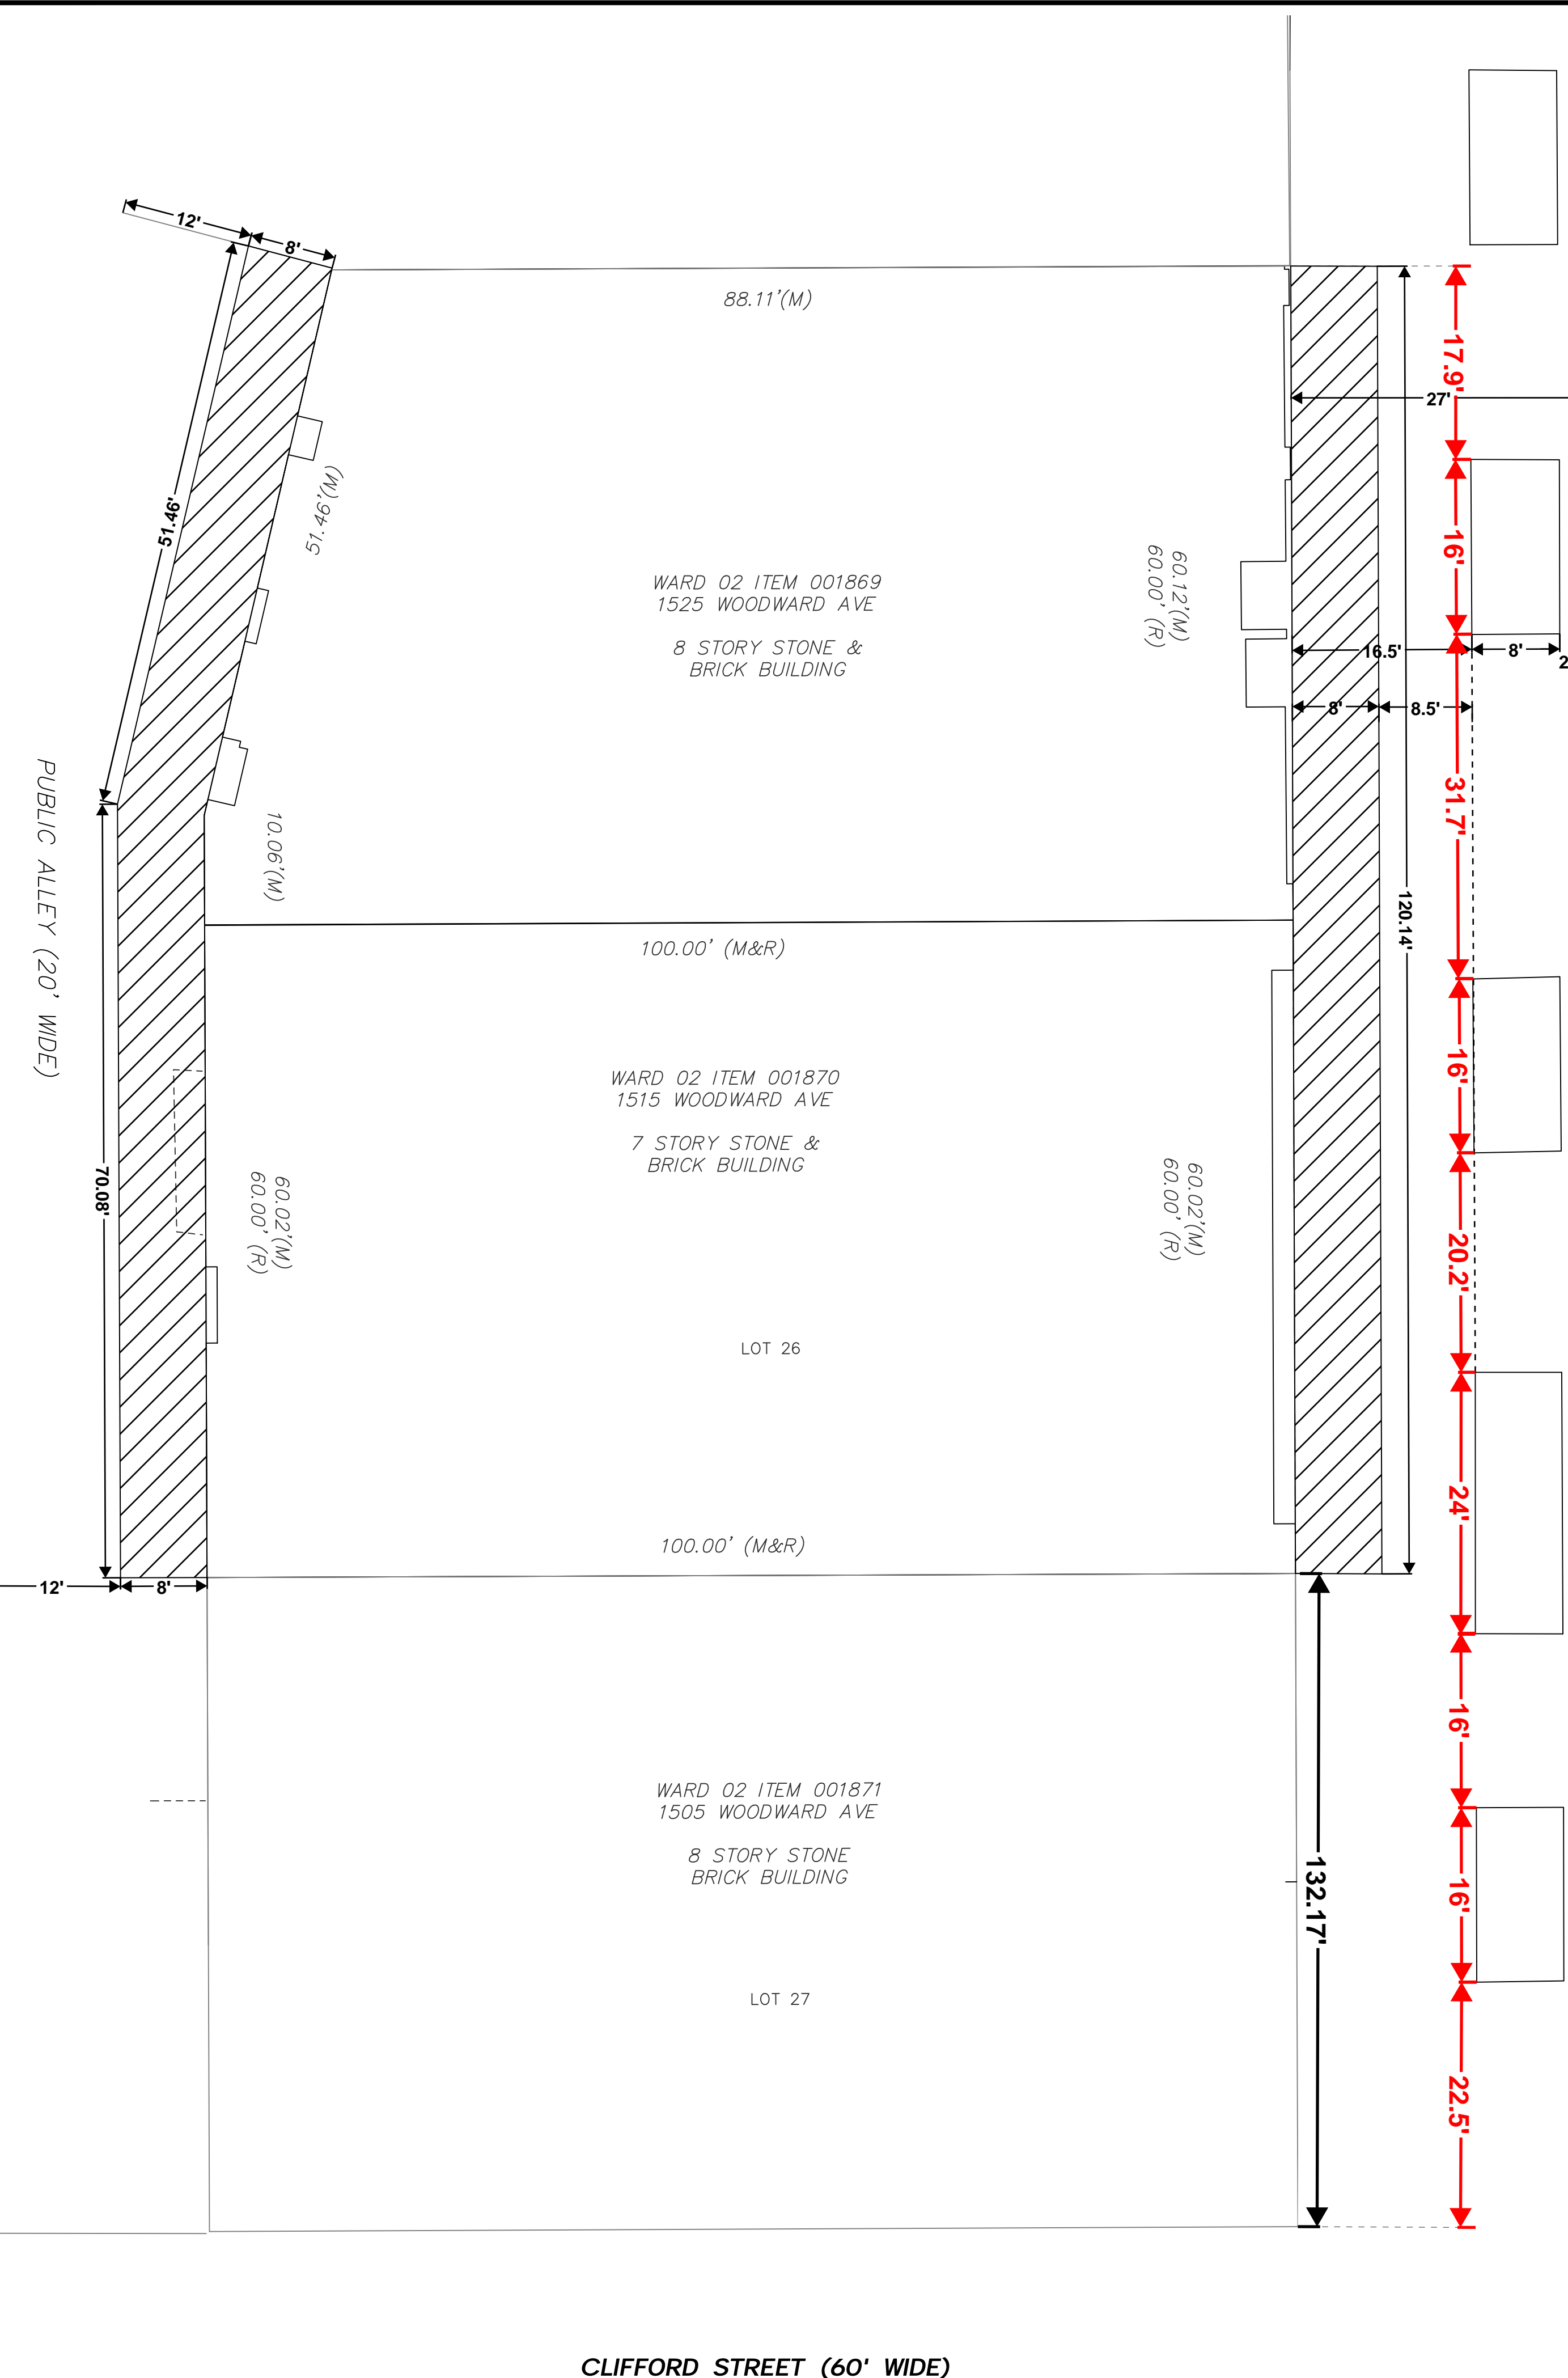 12'
8'
88.11'(M)
17.9'
27'
51.46'
51.46'(M)
16'
60.12'(M)
60.00' (R)
WARD 02 ITEM 001869
1525 WOODWARD AVE
8 STORY STONE &
BRICK BUILDING
16.5'
8'
2
8'
8.5'
31.7'
PUBLIC ALLEY (20' WIDE)
10.06'(M)
120.14'
100.00' (M&R)
16'
WARD 02 ITEM 001870
1515 WOODWARD AVE
7 STORY STONE &
BRICK BUILDING
70.08'
60.02'(M)
60.00' (R)
60.02'(M)
60.00' (R)
20.2'
LOT 26
24'
100.00' (M&R)
12'
8'
16'
WARD 02 ITEM 001871
1505 WOODWARD AVE
8 STORY STONE
BRICK BUILDING
132.17'
16'
LOT 27
22.5'
CLIFFORD STREET (60' WIDE)